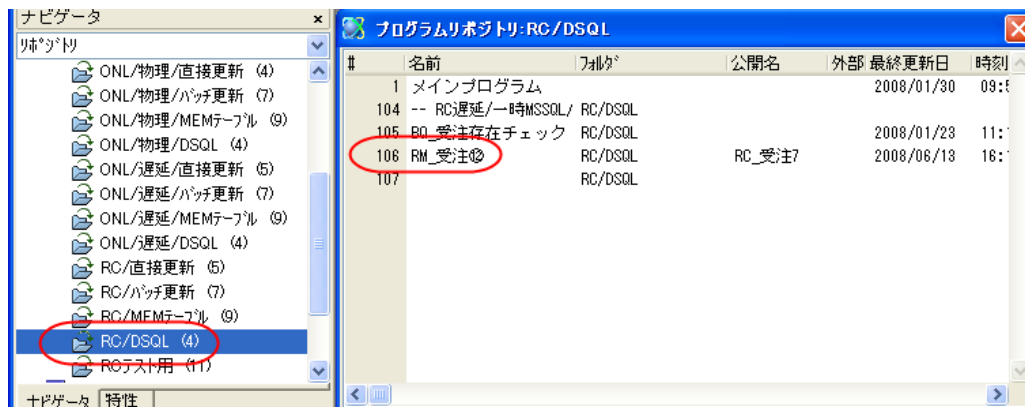 ナビゲータ
リポジトリ
ONL/物理/直接更新 (4)
ONL/物理/バッチ更新 (7)
ONL/物理/MEMテーブル (9)
ONL/物理/DSQL (4)
ONL/遅延/直接更新 (5)
ONL/遅延/バッチ更新 (7)
ONL/遅延/MEMテーブル (9)
ONL/遅延/DSQL (4)
RC/直接更新 (5)
RC/バッチ更新 (7)
RC/MEMテーブル (9)
RC/DSQL (4)
RCテスト用 (11)
ナビゲータ 特性
プログラムリポジトリ:RC/DSQL
# 名前 フォルダ 公開名 外部 最終更新日 時刻
1 メインプログラム 2008/01/30 09:5
104 -- RC遅延/一時MSSQL/ RC/DSQL
105 BQ_受注存在チェック RC/DSQL 2008/01/23 11:
106 RM_受注⑫ RC/DSQL RC_受注7 2008/06/13 16:
107 RC/DSQL